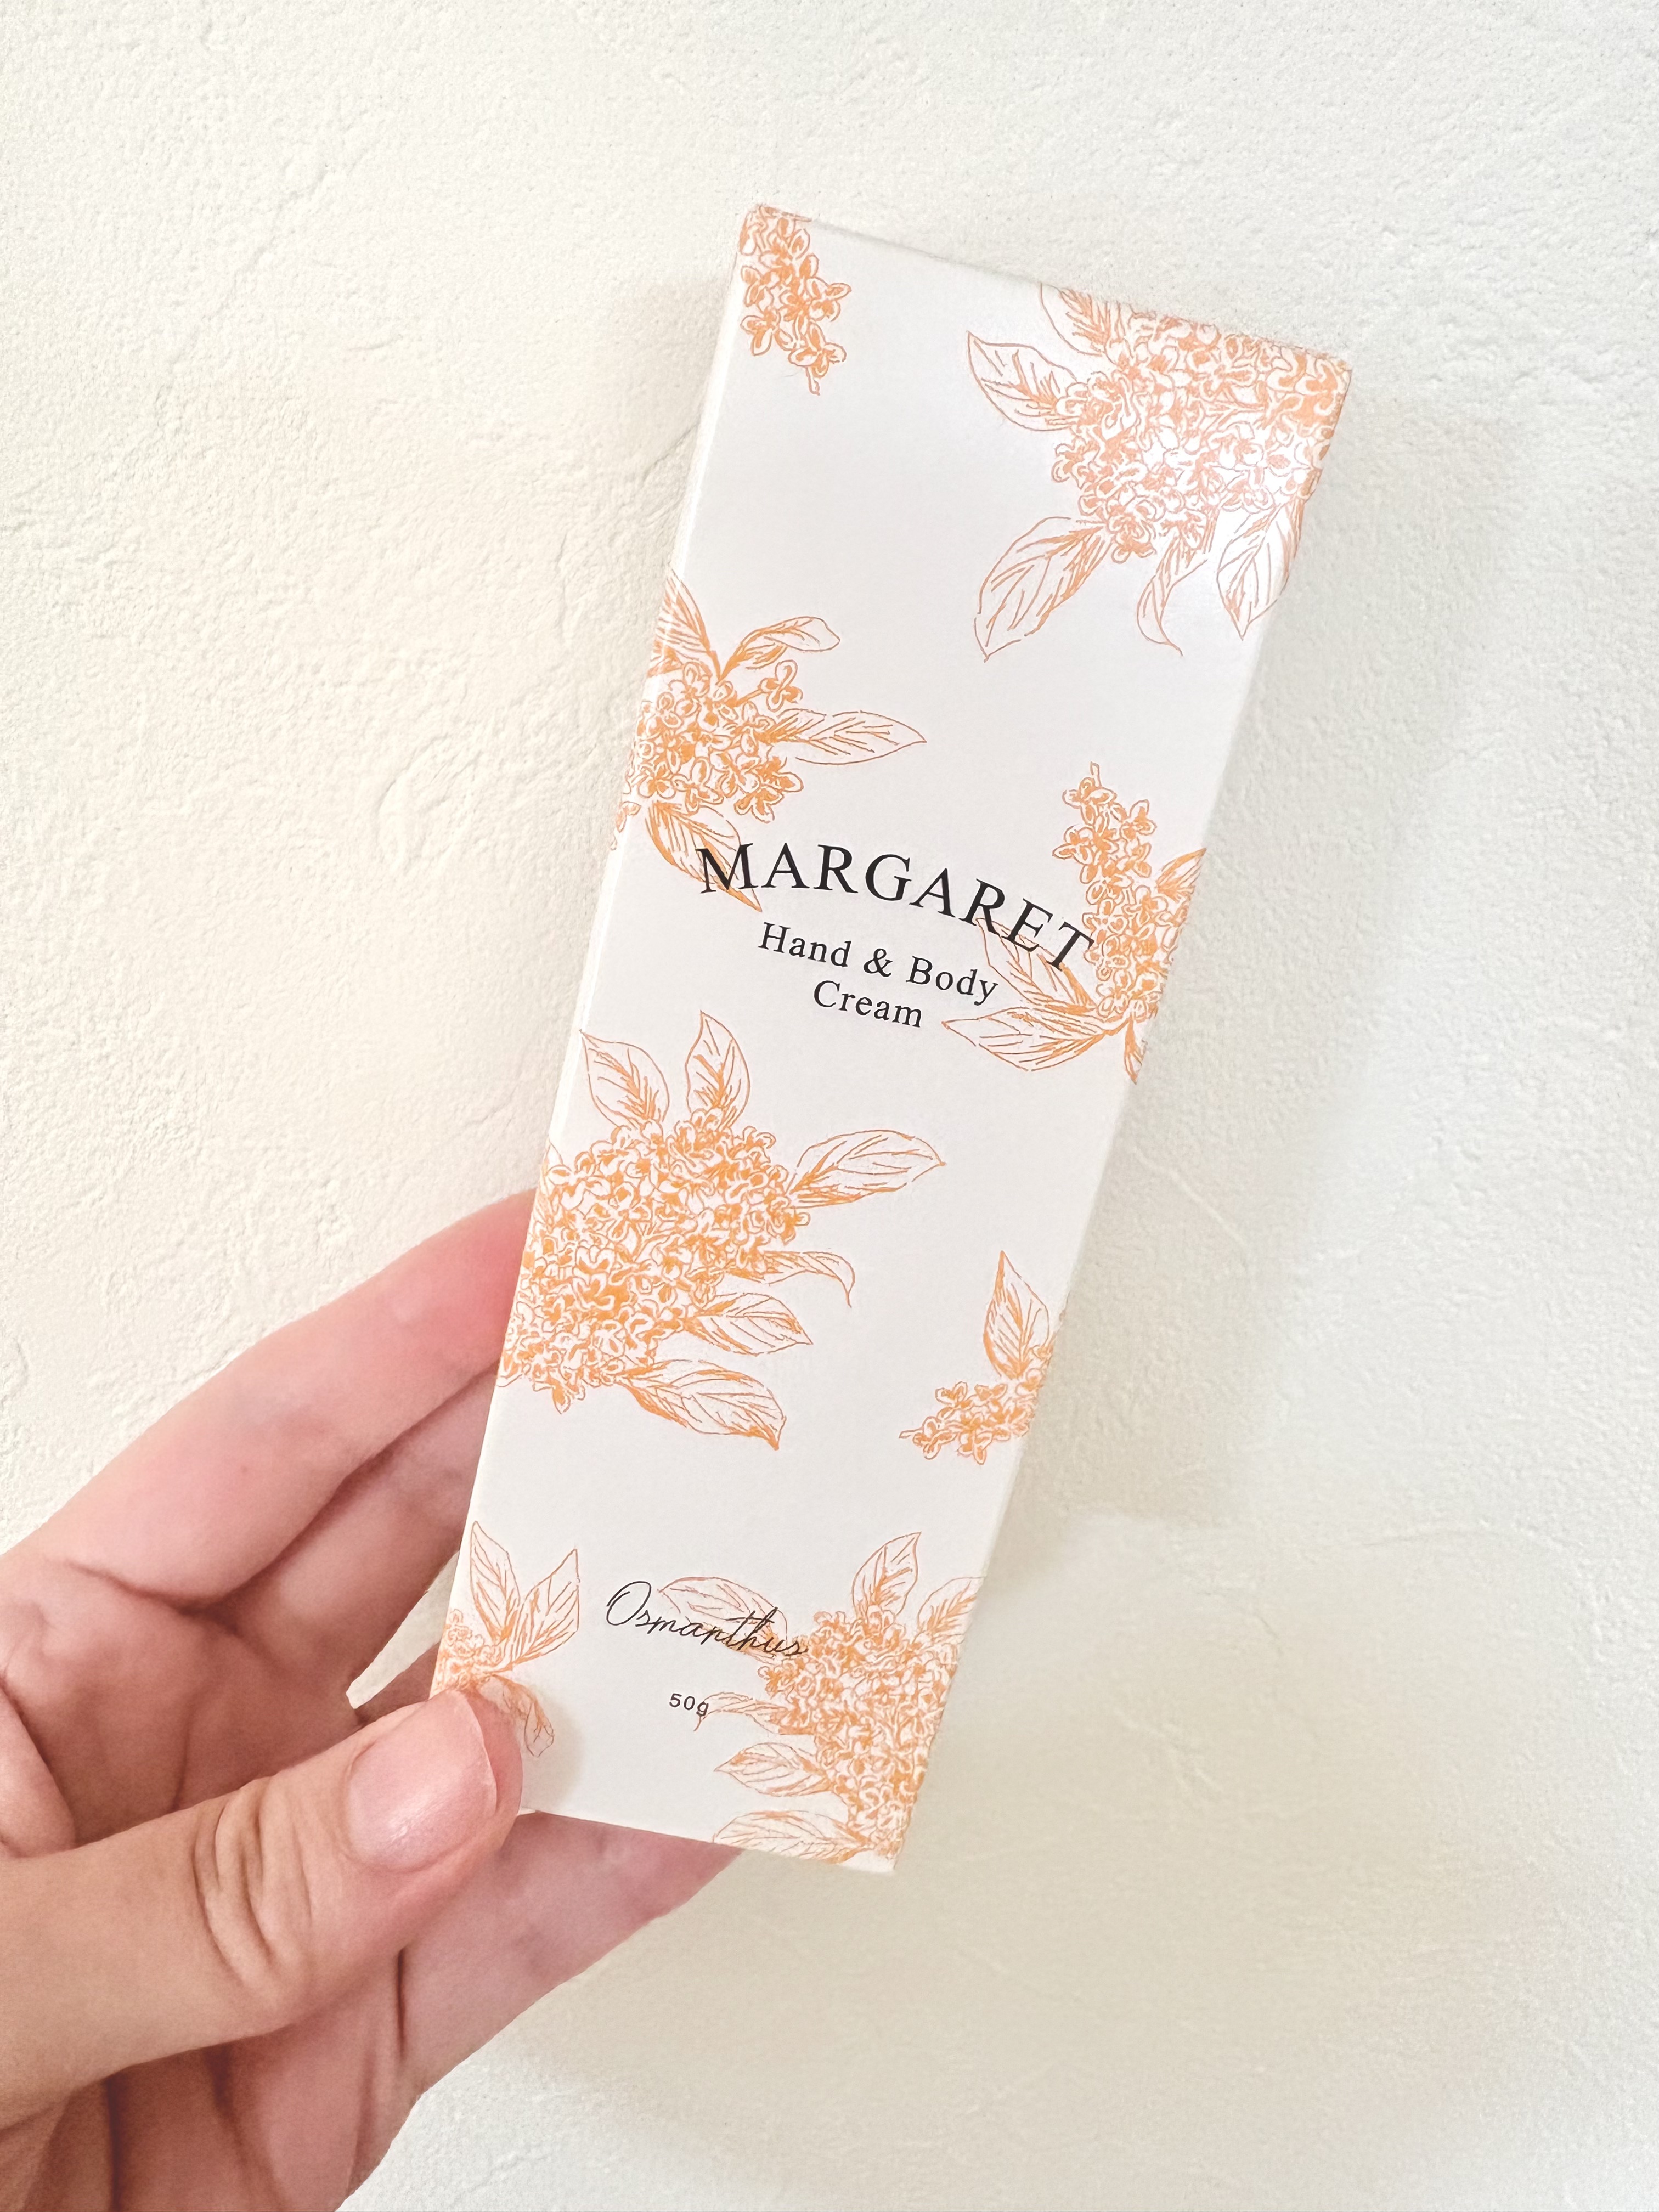 MARGARET
Hand & Body
Cream
Osmanthus
50g